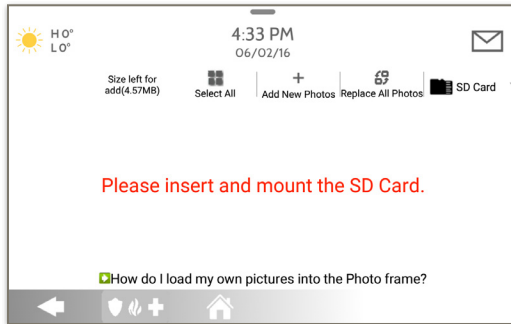 H 0°
L 0°
4:33 PM
06/02/16
Size left for
add(4.57MB)
Select All
Add New Photos
Replace All Photos
SD Card
Please insert and mount the SD Card.
How do I load my own pictures into the Photo frame?